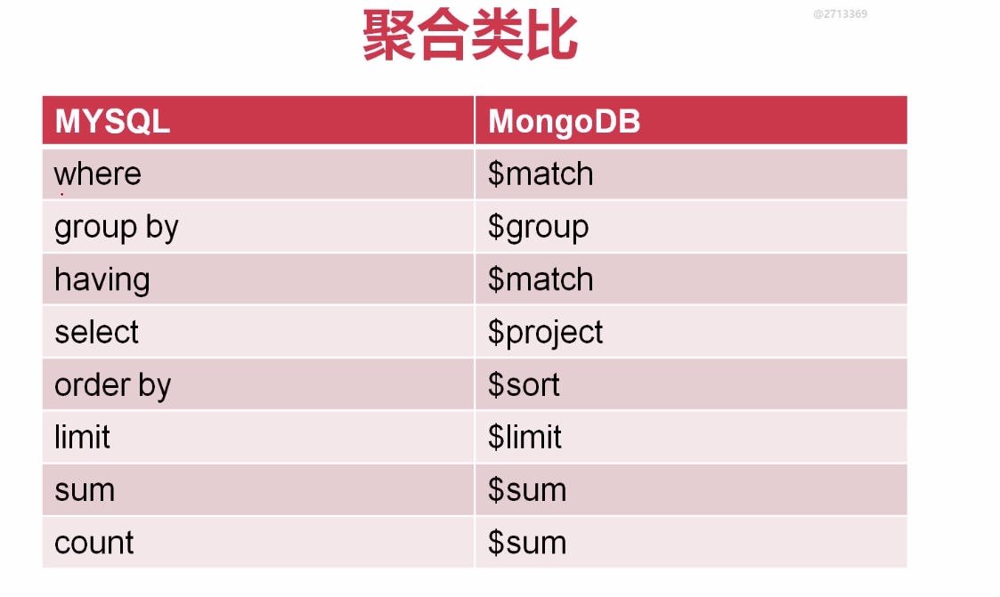 @2713369
聚合类比
MYSQL MongoDB
where $match
group by $group
having $match
select $project
order by $sort
limit $limit
sum $sum
count $sum